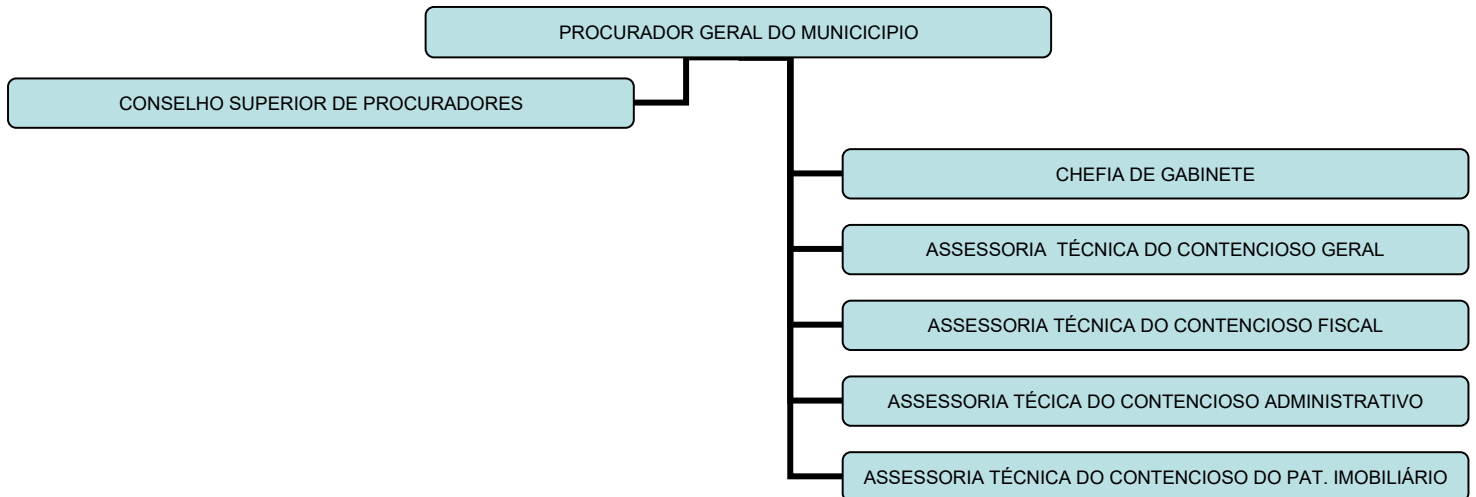 PROCURADOR GERAL DO MUNICICIPIO
CONSELHO SUPERIOR DE PROCURADORES
CHEFIA DE GABINETE
ASSESSORIA  TÉCNICA DO CONTENCIOSO GERAL
ASSESSORIA TÉCNICA DO CONTENCIOSO FISCAL
ASSESSORIA TÉCICA DO CONTENCIOSO ADMINISTRATIVO
ASSESSORIA TÉCNICA DO CONTENCIOSO DO PAT. IMOBILIÁRIO